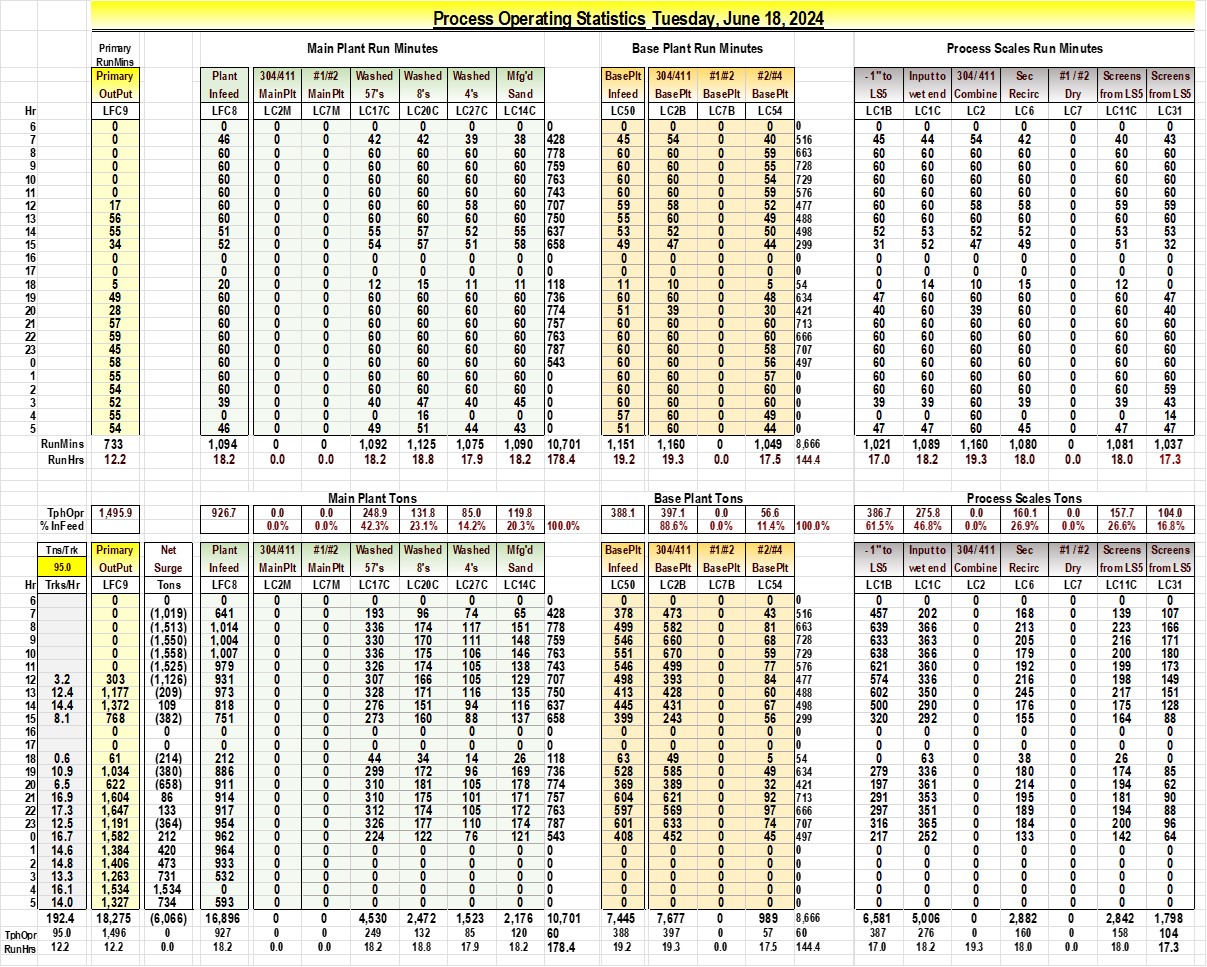 Process Operating Statistics Tuesday, June 18, 2024
Primary Main Plant Run Minutes Base Plant Run Minutes Process Scales Run Minutes
RunMins
Primary Plant 304/411 #1/#2 Washed Washed Washed Mfg'd BasePlt 304/411 #1/#2 #2/#4 - 1" to Input to 304/ 411 Sec #1 / #2 Screens Screens
OutPut Infeed MainPlt MainPlt 57's 8's 4's Sand Infeed BasePlt BasePlt BasePlt LS5 wet end Combine Recirc Dry from LS5 from LS5
Hr LFC9 LFC8 LC2M LC7M LC17C LC20C LC27C LC14C LC50 LC2B LC7B LC54 LC1B LC1C LC2 LC6 LC7 LC11C LC31
6 0 0 0 0 0 0 0 0 0 0 0 0 0 0 0 0 0 0 0 0 0
7 0 46 0 0 42 42 39 38 428 45 54 0 40 516 45 44 54 42 0 40 43
8 0 60 0 0 60 60 60 60 778 60 60 0 59 663 60 60 60 60 0 60 60
9 0 60 0 0 60 60 60 60 759 60 60 0 55 728 60 60 60 60 0 60 60
10 0 60 0 0 60 60 60 60 763 60 60 0 54 729 60 60 60 60 0 60 60
11 0 60 0 0 60 60 60 60 743 60 60 0 59 576 60 60 60 60 0 60 60
12 17 60 0 0 60 60 58 60 707 59 58 0 52 477 60 60 58 58 0 59 59
13 56 60 0 0 60 60 60 60 750 55 60 0 49 488 60 60 60 60 0 60 60
14 55 51 0 0 55 57 52 55 637 53 52 0 50 498 52 53 52 52 0 53 53
15 34 52 0 0 54 57 51 58 658 49 47 0 44 299 31 52 47 49 0 51 32
16 0 0 0 0 0 0 0 0 0 0 0 0 0 0 0 0 0 0 0 0 0
17 0 0 0 0 0 0 0 0 0 0 0 0 0 0 0 0 0 0 0 0 0
18 5 20 0 0 12 15 11 11 118 11 10 0 5 54 0 14 10 15 0 12 0
19 49 60 0 0 60 60 60 60 736 60 60 0 48 634 47 60 60 60 0 60 47
20 28 60 0 0 60 60 60 60 774 51 39 0 30 421 40 60 39 60 0 60 40
21 57 60 0 0 60 60 60 60 757 60 60 0 60 713 60 60 60 60 0 60 60
22 59 60 0 0 60 60 60 60 763 60 60 0 60 666 60 60 60 60 0 60 60
23 45 60 0 0 60 60 60 60 787 60 60 0 58 707 60 60 60 60 0 60 60
0 58 60 0 0 60 60 60 60 543 60 60 0 56 497 60 60 60 60 0 60 60
1 55 60 0 0 60 60 60 60 0 60 60 0 57 0 60 60 60 60 0 60 60
2 54 60 0 0 60 60 60 60 0 60 60 0 60 0 60 60 60 60 0 60 59
3 52 39 0 0 40 47 40 45 0 60 60 0 60 0 39 39 60 39 0 39 43
4 55 0 0 0 0 16 0 0 0 57 60 0 49 0 0 0 60 0 0 0 14
5 54 46 0 0 49 51 44 43 0 51 60 0 44 0 47 47 60 45 0 47 47
RunMins 733 1,094 0 0 1,092 1,125 1,075 1,090 10,701 1,151 1,160 0 1,049 8,666 1,021 1,089 1,160 1,080 0 1,081 1,037
RunHrs 12.2 18.2 0.0 0.0 18.2 18.8 17.9 18.2 178.4 19.2 19.3 0.0 17.5 144.4 17.0 18.2 19.3 18.0 0.0 18.0 17.3
Main Plant Tons Base Plant Tons Process Scales Tons
TphOpr 1,495.9 926.7 0.0 0.0 248.9 131.8 85.0 119.8 388.1 397.1 0.0 56.6 386.7 275.8 0.0 160.1 0.0 157.7 104.0
% InFeed 0.0% 0.0% 42.3% 23.1% 14.2% 20.3% 100.0% 88.6% 0.0% 11.4% 100.0% 61.5% 46.8% 0.0% 26.9% 0.0% 26.6% 16.8%
Tns/Trk Primary Net Plant 304/411 #1/#2 Washed Washed Washed Mfg'd BasePlt 304/411 #1/#2 #2/#4 - 1" to Input to 304/ 411 Sec #1 / #2 Screens Screens
95.0 OutPut Surge Infeed MainPlt MainPlt 57's 8's 4's Sand Infeed BasePlt BasePlt BasePlt LS5 wet end Combine Recirc Dry from LS5 from LS5
Hr Trks/Hr LFC9 Tons LFC8 LC2M LC7M LC17C LC20C LC27C LC14C LC50 LC2B LC7B LC54 LC1B LC1C LC2 LC6 LC7 LC11C LC31
6 0 0 0 0 0 0 0 0 0 0 0 0 0 0 0 0 0 0 0 0 0 0
7 0 (1,019) 641 0 0 193 96 74 65 428 378 473 0 43 516 457 202 0 168 0 139 107
8 0 (1,513) 1,014 0 0 336 174 117 151 778 499 582 0 81 663 639 366 0 213 0 223 166
9 0 (1,550) 1,004 0 0 330 170 111 148 759 546 660 0 68 728 633 363 0 205 0 216 171
10 0 (1,558) 1,007 0 0 336 175 106 146 763 551 670 0 59 729 638 366 0 179 0 200 180
11 0 (1,525) 979 0 0 326 174 105 138 743 546 499 0 77 576 621 360 0 192 0 199 173
12 3.2 303 (1,126) 931 0 0 307 166 105 129 707 498 393 0 84 477 574 336 0 216 0 198 149
13 12.4 1,177 (209) 973 0 0 328 171 116 135 750 413 428 0 60 488 602 350 0 245 0 217 151
14 14.4 1,372 109 818 0 0 276 151 94 116 637 445 431 0 67 498 500 290 0 176 0 175 128
15 8.1 768 (382) 751 0 0 273 160 88 137 658 399 243 0 56 299 320 292 0 155 0 164 88
16 0 0 0 0 0 0 0 0 0 0 0 0 0 0 0 0 0 0 0 0 0 0
17 0 0 0 0 0 0 0 0 0 0 0 0 0 0 0 0 0 0 0 0 0 0
18 0.6 61 (214) 212 0 0 44 34 14 26 118 63 49 0 5 54 0 63 0 38 0 26 0
19 10.9 1,034 (380) 886 0 0 299 172 96 169 736 528 585 0 49 634 279 336 0 180 0 174 85
20 6.5 622 (658) 911 0 0 310 181 105 178 774 369 389 0 32 421 197 361 0 214 0 194 62
21 16.9 1,604 86 914 0 0 310 175 101 171 757 604 621 0 92 713 291 353 0 195 0 181 90
22 17.3 1,647 133 917 0 0 312 174 105 172 763 597 569 0 97 666 297 351 0 189 0 194 88
23 12.5 1,191 (364) 954 0 0 326 177 110 174 787 601 633 0 74 707 316 365 0 184 0 200 96
0 16.7 1,582 212 962 0 0 224 122 76 121 543 408 452 0 45 497 217 252 0 133 0 142 64
1 14.6 1,384 420 964 0 0 0 0 0 0 0 0 0 0 0 0 0 0 0 0 0 0 0
2 14.8 1,406 473 933 0 0 0 0 0 0 0 0 0 0 0 0 0 0 0 0 0 0 0
3 13.3 1,263 731 532 0 0 0 0 0 0 0 0 0 0 0 0 0 0 0 0 0 0 0
4 16.1 1,534 1,534 0 0 0 0 0 0 0 0 0 0 0 0 0 0 0 0 0 0 0 0
5 14.0 1,327 734 593 0 0 0 0 0 0 0 0 0 0 0 0 0 0 0 0 0 0 0
192.4 18,275 (6,066) 16,896 0 0 4,530 2,472 1,523 2,176 10,701 7,445 7,677 0 989 8,666 6,581 5,006 0 2,882 0 2,842 1,798
TphOpr 95.0 1,496 0 927 0 0 249 132 85 120 60 388 397 0 57 60 387 276 0 160 0 158 104
RunHrs 12.2 12.2 0.0 18.2 0.0 0.0 18.2 18.8 17.9 18.2 178.4 19.2 19.3 0.0 17.5 144.4 17.0 18.2 19.3 18.0 0.0 18.0 17.3